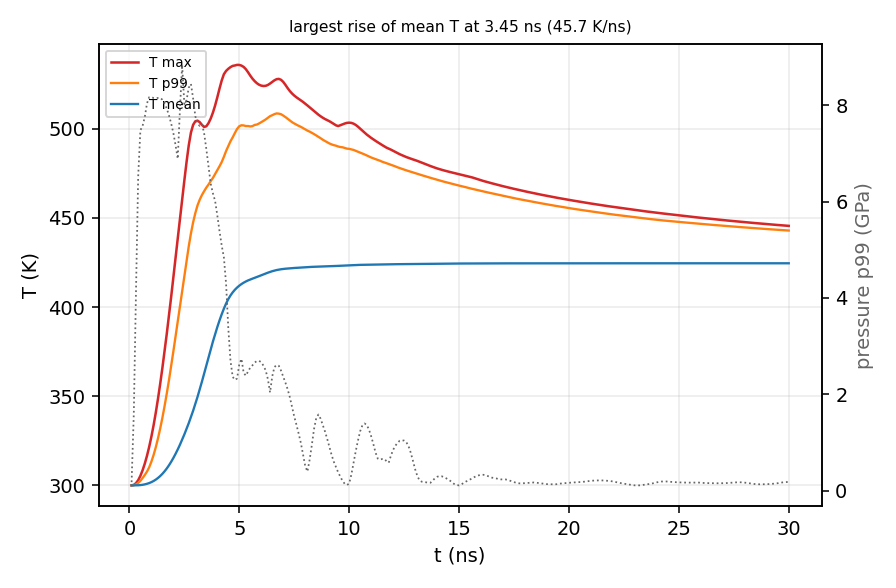 largest rise of mean T at 3.45 ns (45.7 K/ns)
T max
T p99
T mean
500
450
400
350
300
T (K)
8
6
4
2
0
pressure p99 (GPa)
0 5 10 15 20 25 30
t (ns)